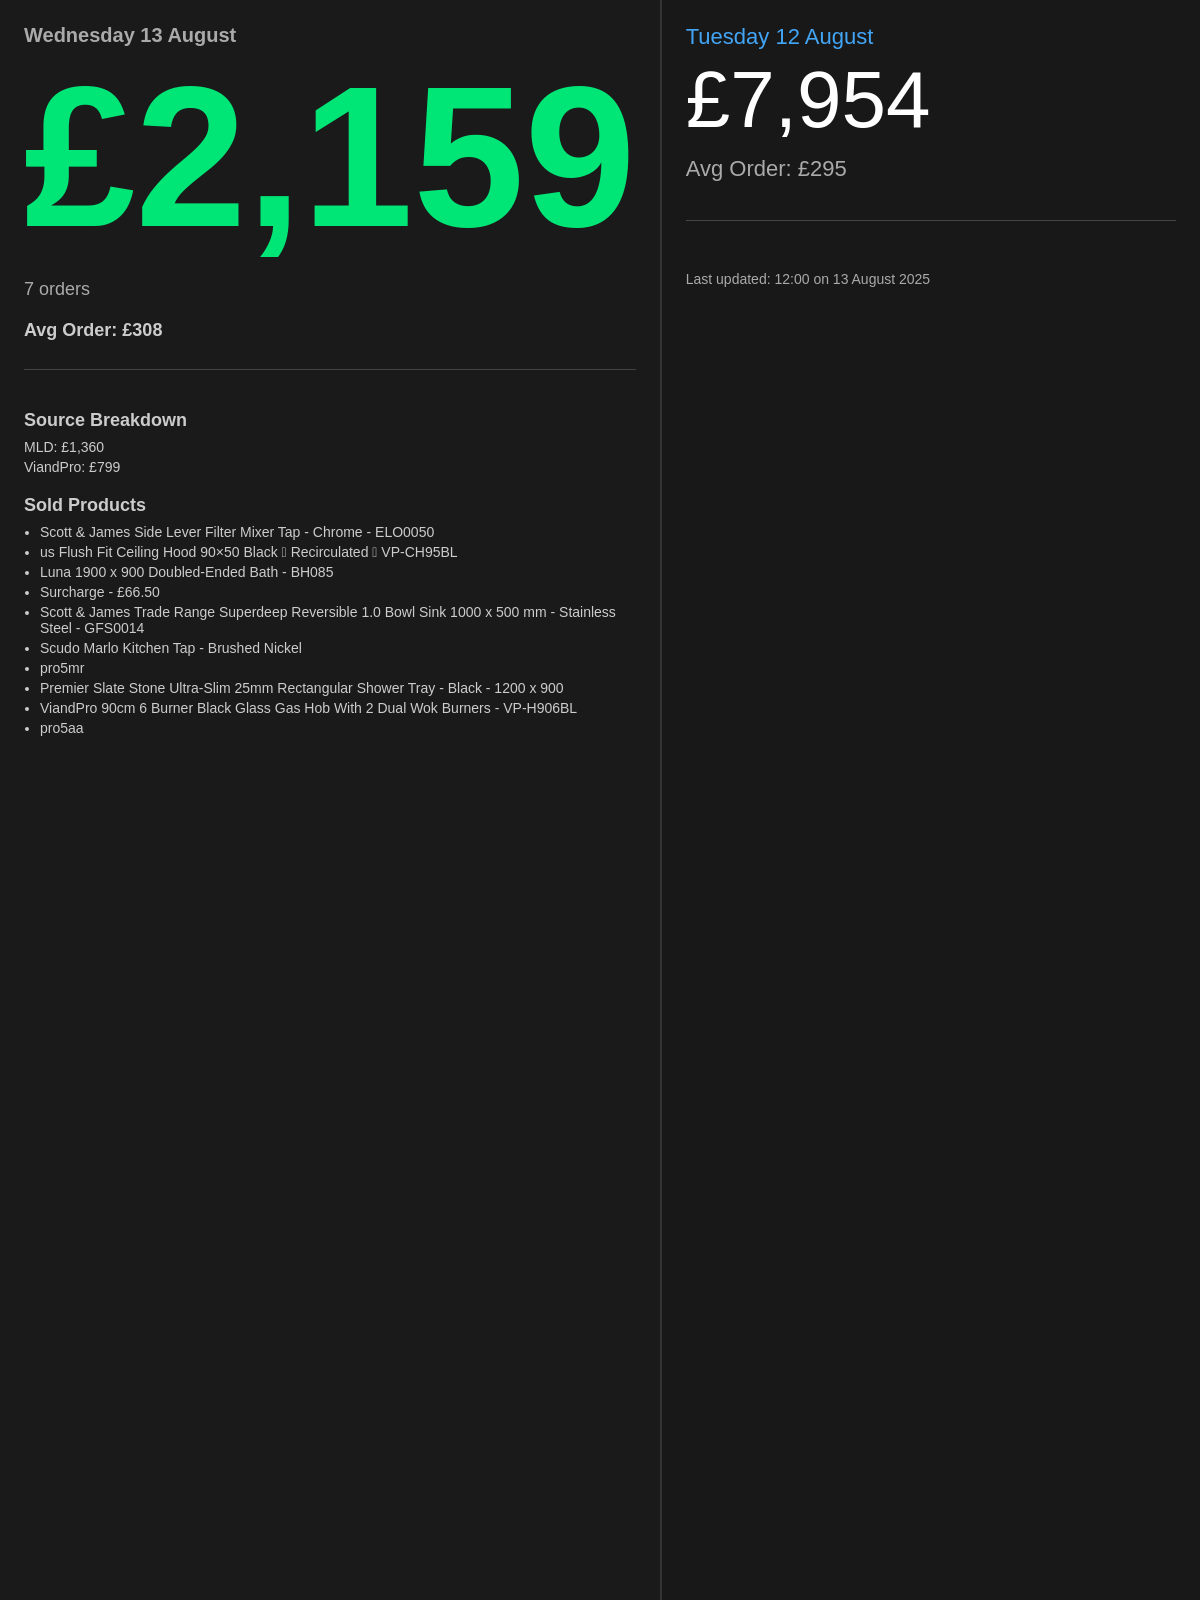 Wednesday 13 August
£2,159
7 orders
Avg Order: £308
Source Breakdown
MLD: £1,360
ViandPro: £799
Sold Products
• Scott & James Side Lever Filter Mixer Tap - Chrome - ELO0050
• us Flush Fit Ceiling Hood 90×50 Black  Recirculated  VP-CH95BL
• Luna 1900 x 900 Doubled-Ended Bath - BH085
• Surcharge - £66.50
• Scott & James Trade Range Superdeep Reversible 1.0 Bowl Sink 1000 x 500 mm - Stainless
Steel - GFS0014
• Scudo Marlo Kitchen Tap - Brushed Nickel
• pro5mr
• Premier Slate Stone Ultra-Slim 25mm Rectangular Shower Tray - Black - 1200 x 900
• ViandPro 90cm 6 Burner Black Glass Gas Hob With 2 Dual Wok Burners - VP-H906BL
• pro5aa
Tuesday 12 August
£7,954
Avg Order: £295
Last updated: 12:00 on 13 August 2025